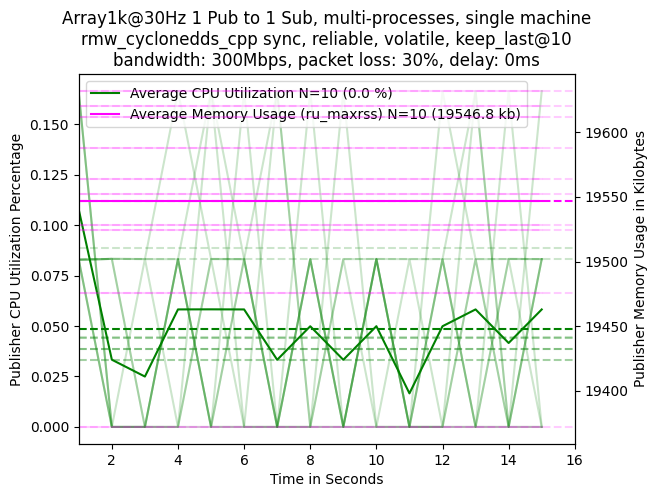 Array1k@30Hz 1 Pub to 1 Sub, multi-processes, single machine
rmw_cyclonedds_cpp sync, reliable, volatile, keep_last@10
bandwidth: 300Mbps, packet loss: 30%, delay: 0ms
Average CPU Utilization N=10 (0.0 %)
Average Memory Usage (ru_maxrss) N=10 (19546.8 kb)
Publisher CPU Utilization Percentage
0.150
0.125
0.100
0.075
0.050
0.025
0.000
19600
19550
19500
19450
19400
Publisher Memory Usage in Kilobytes
2 4 6 8 10 12 14 16
Time in Seconds